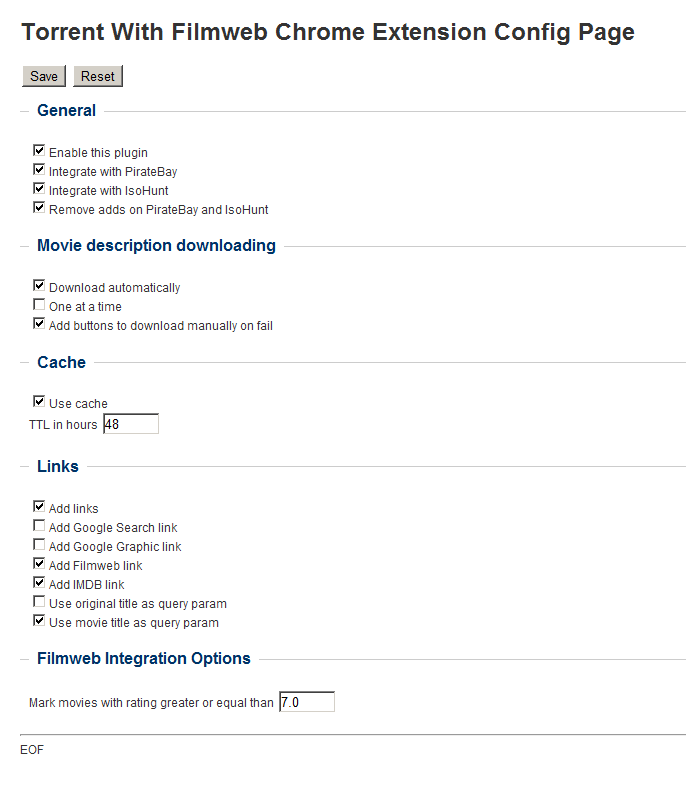 Torrent With Filmweb Chrome Extension Config Page
Save Reset
General
Enable this plugin
Integrate with PirateBay
Integrate with IsoHunt
Remove adds on PirateBay and IsoHunt
Movie description downloading
Download automatically
One at a time
Add buttons to download manually on fail
Cache
Use cache
TTL in hours 48
Links
Add links
Add Google Search link
Add Google Graphic link
Add Filmweb link
Add IMDB link
Use original title as query param
Use movie title as query param
Filmweb Integration Options
Mark movies with rating greater or equal than 7.0
EOF